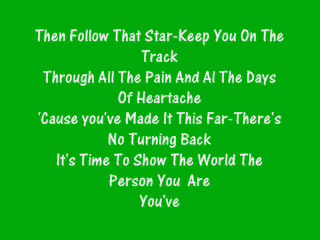 Then Follow That Star-Keep You On The
Track
Through All The Pain And Al The Days
Of Heartache
'Cause you've Made It This Far-There's
No Turning Back
It's Time To Show The World The
Person You Are
You've